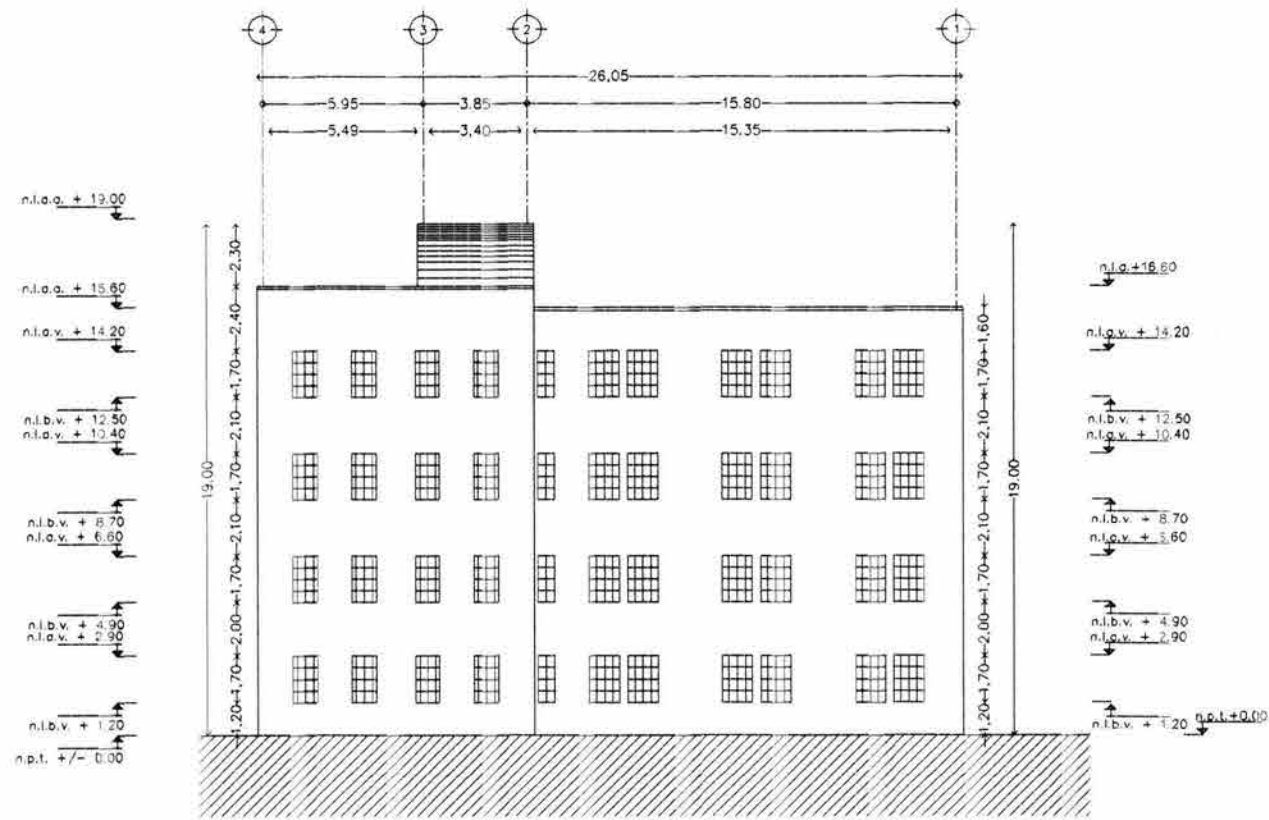 4 3 2 1
26,05
5.95 3.85 15.80
5,49 3,40 15,35
n.l.a.a. + 19.00
n.l.a.a. + 15.60
n.l.a.v. + 14.20
n.l.b.v. + 12.50
n.l.a.v. + 10.40
n.l.b.v. + 8.70
n.l.a.v. + 6.60
n.l.b.v. + 4.90
n.l.a.v. + 2.90
n.l.b.v. + 1.20
n.p.t. +/- 0.00
19.00
2,30
2,40
1,70
2,10
1,70
2,10
1,70
2,00
1,70
1,20
1,60
1,70
2,10
1,70
2,10
1,70
2,00
1,70
1,20
19.00
n.l.a.+16.60
n.l.a.v. + 14.20
n.l.b.v. + 12.50
n.l.a.v. + 10.40
n.l.b.v. + 8.70
n.l.a.v. +
n.l.b.v. + 4.90
n.l.a.v. + 2.90
n.l.b.v. + 1.20
n.p.t.+0.00